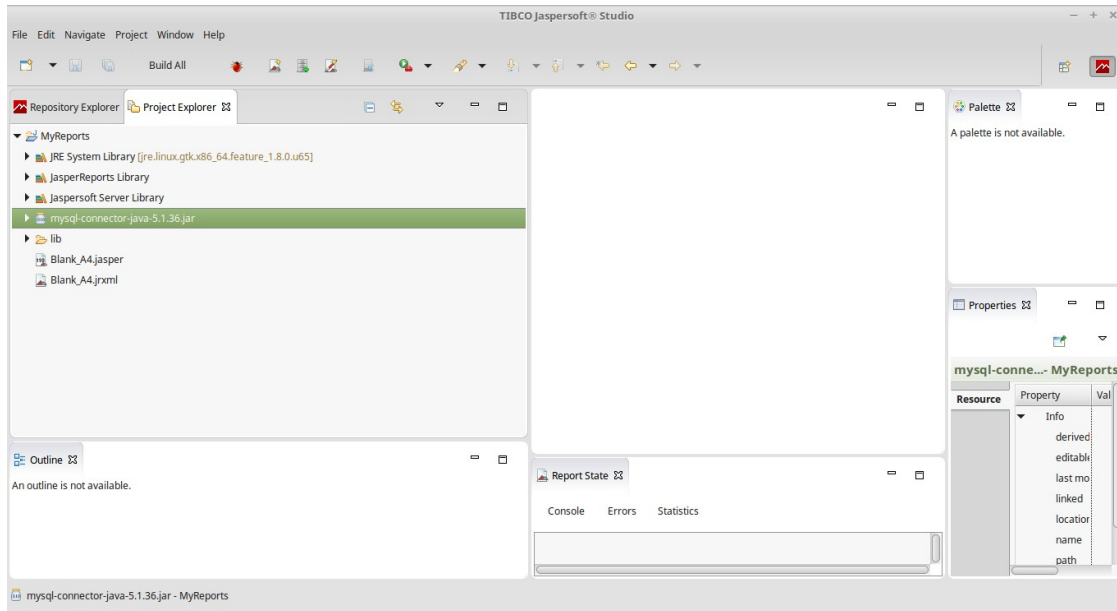 TIBCO Jaspersoft® Studio
File Edit Navigate Project Window Help
Build All
Repository Explorer Project Explorer
MyReports
JRE System Library [jre.linux.gtk.x86_64.feature_1.8.0.u65]
JasperReports Library
Jaspersoft Server Library
mysql-connector-java-5.1.36.jar
lib
Blank_A4.jasper
Blank_A4.jrxml
Outline
An outline is not available.
Report State
Console Errors Statistics
Palette
A palette is not available.
Properties
mysql-conne...- MyReports
Resource
Property Val
Info
derived
editable
last mo
linked
location
name
path
mysql-connector-java-5.1.36.jar - MyReports